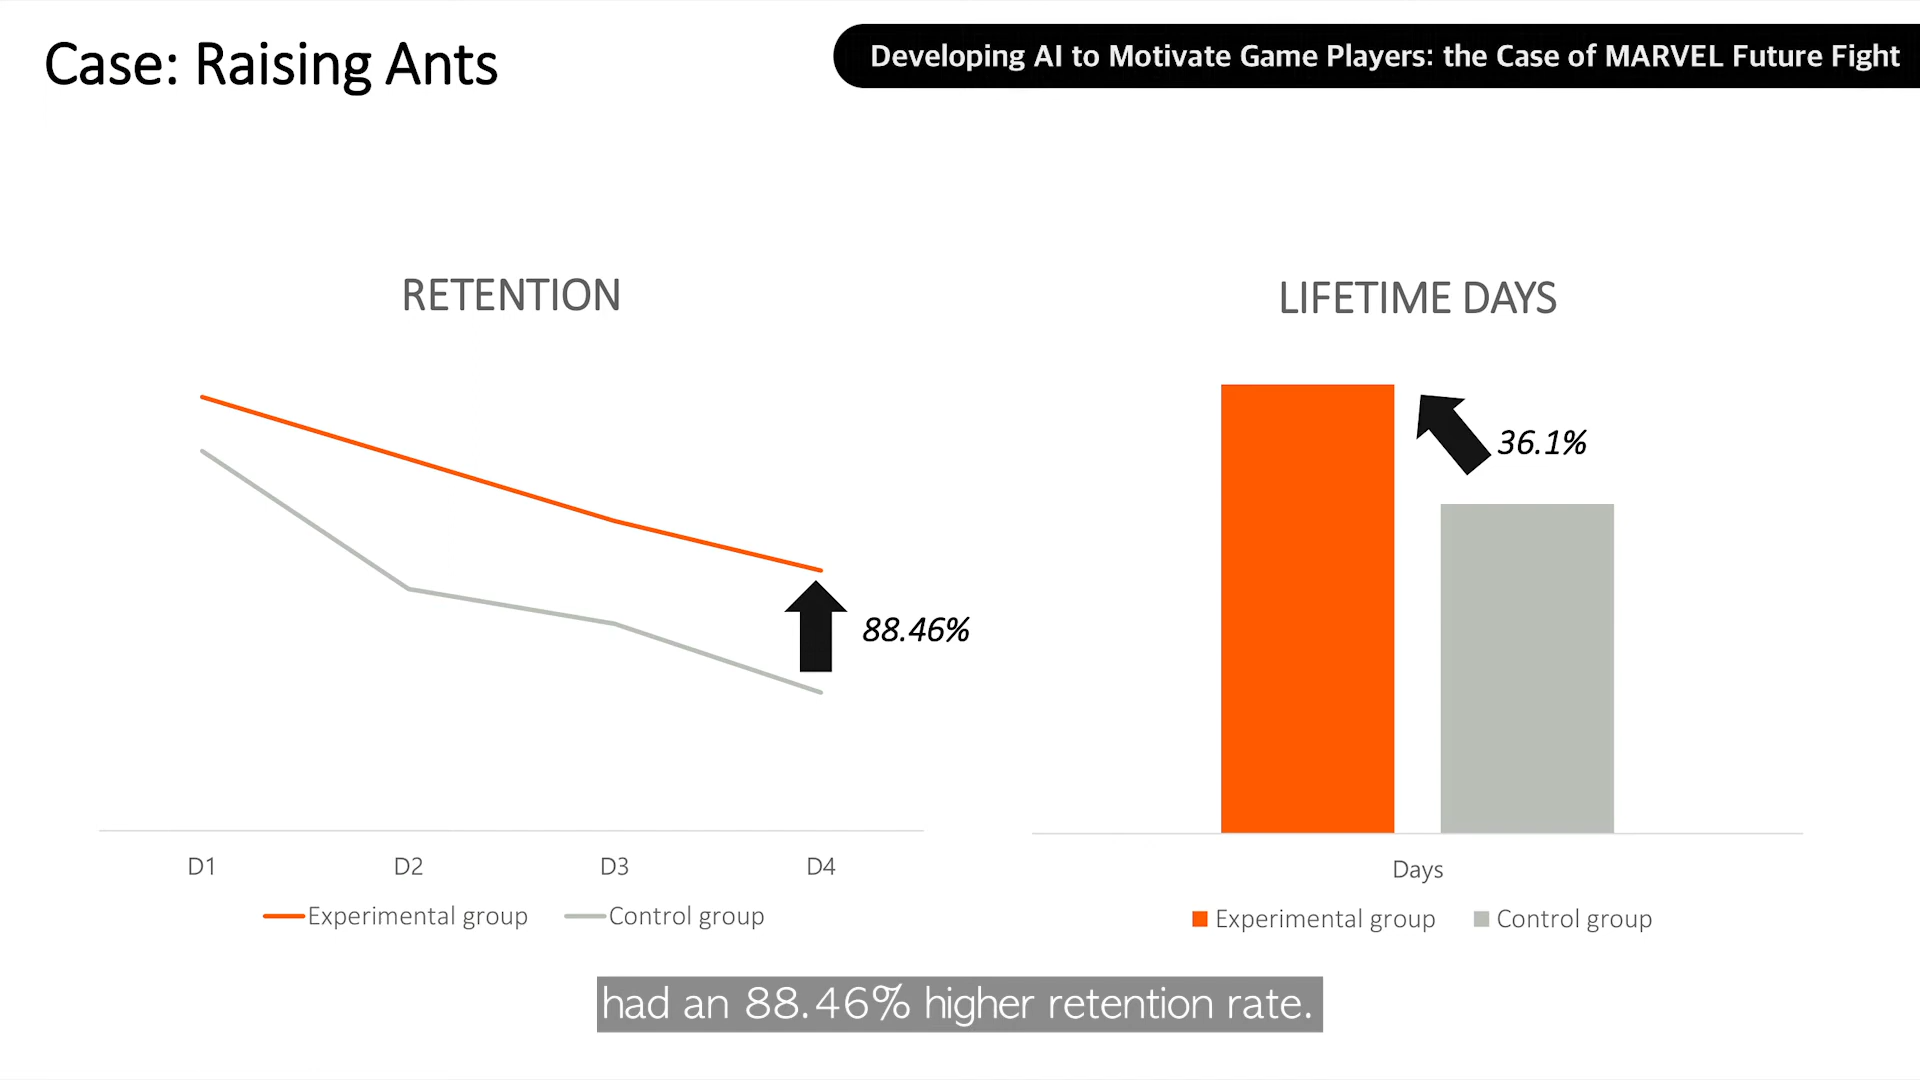 Case: Raising Ants
Developing AI to Motivate Game Players: the Case of MARVEL Future Fight
RETENTION
88.46%
D1 D2 D3 D4
Experimental group Control group
LIFETIME DAYS
36.1%
Days
Experimental group Control group
had an 88.46% higher retention rate.